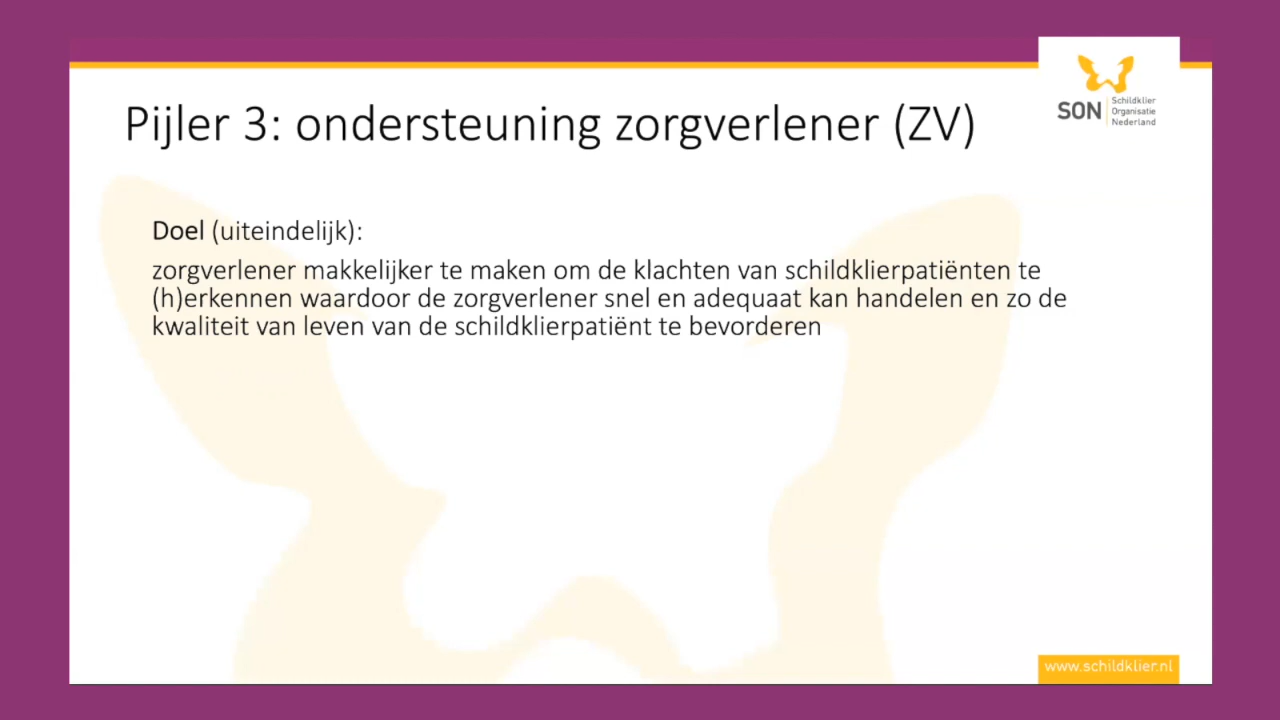 SON
Schildklier
Organisatie
Nederland
Pijler 3: ondersteuning zorgverlener (ZV)
Doel (uiteindelijk):
zorgverlener makkelijker te maken om de klachten van schildklierpatiënten te
(h)erkennen waardoor de zorgverlener snel en adequaat kan handelen en zo de
kwaliteit van leven van de schildklierpatiënt te bevorderen
www.schildklier.nl